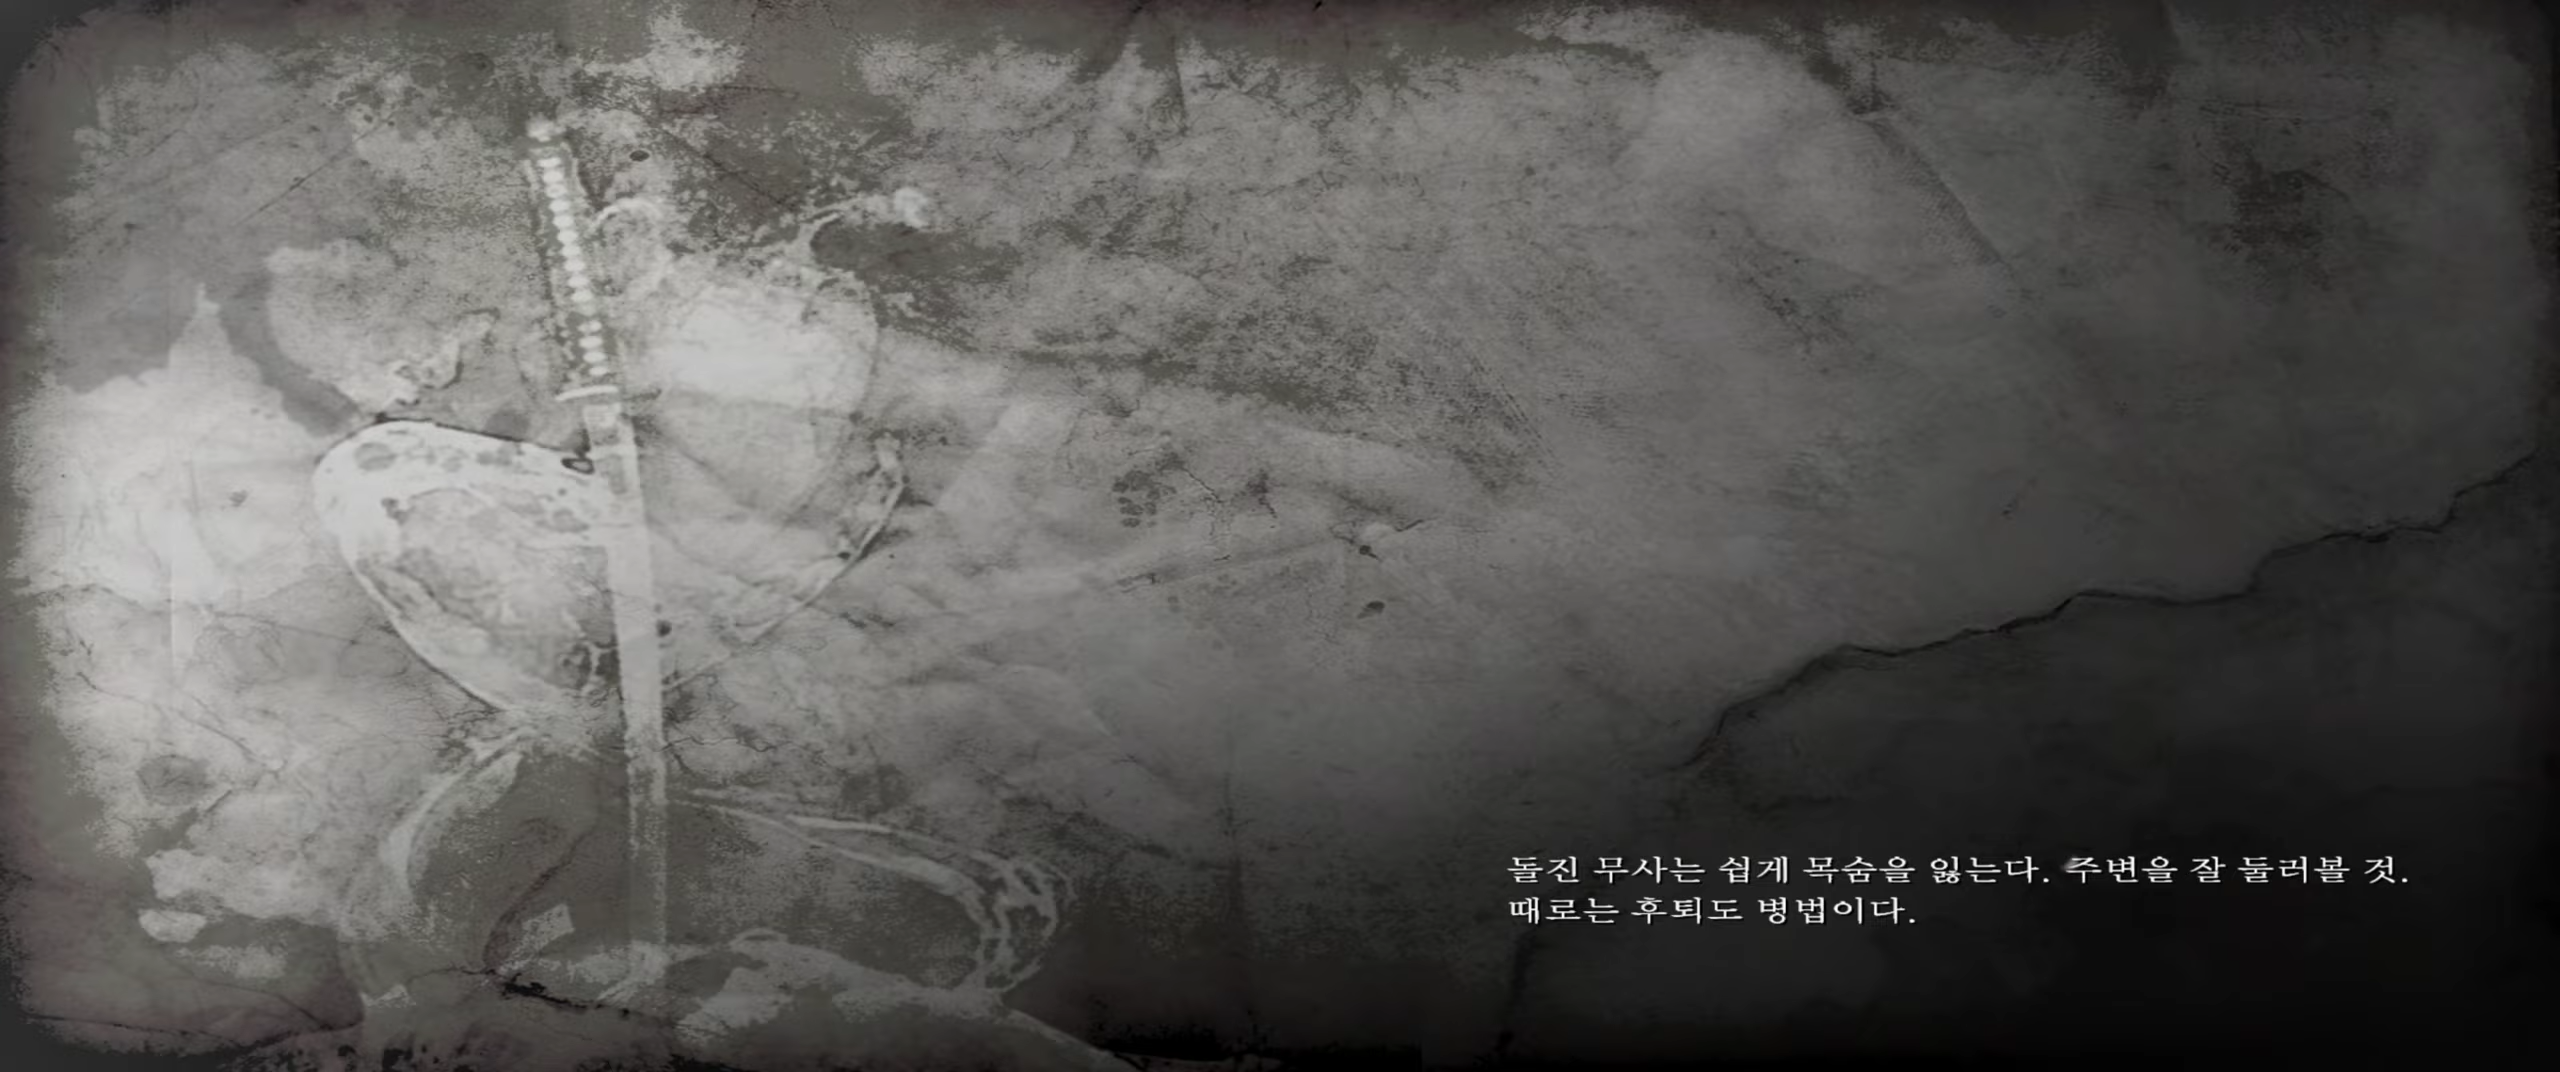 돌진 무사는 쉽게 목숨을 잃는다. 주변을 잘 둘러볼 것.
때로는 후퇴도 병법이다.